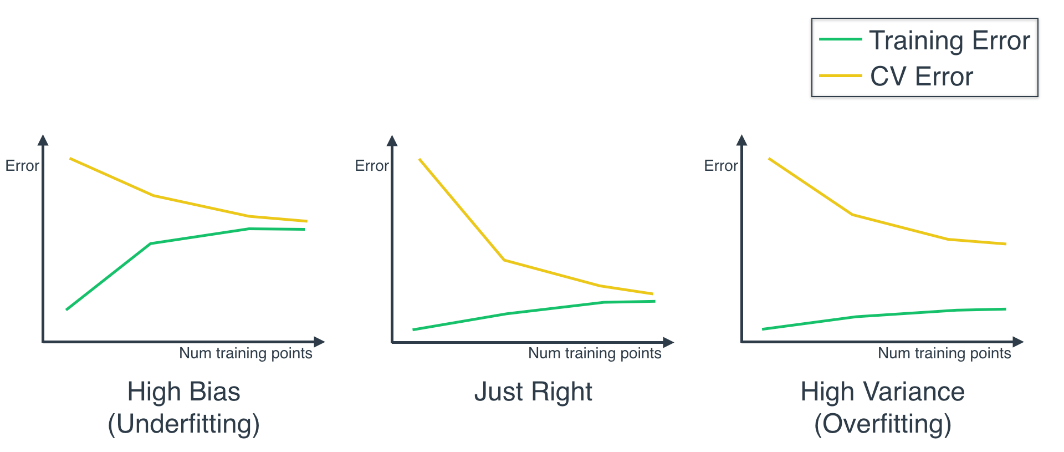 Training Error
CV Error
Error
Num training points
High Bias
(Underfitting)
Error
Num training points
Just Right
Error
Num training points
High Variance
(Overfitting)